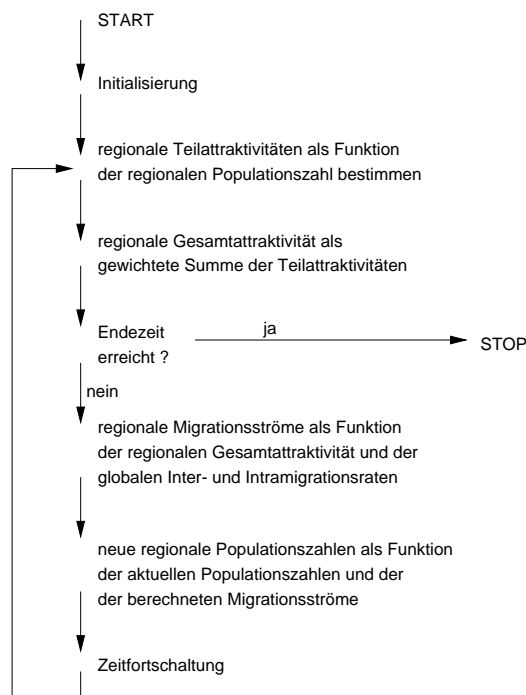 START
Initialisierung
regionale Teilattraktivitäten als Funktion
der regionalen Populationszahl bestimmen
regionale Gesamtattraktivität als
gewichtete Summe der Teilattraktivitäten
Endezeit
erreicht ?
ja
STOP
nein
regionale Migrationsströme als Funktion
der regionalen Gesamtattraktivität und der
globalen Inter- und Intramigrationsraten
neue regionale Populationszahlen als Funktion
der aktuellen Populationszahlen und der
der berechneten Migrationsströme
Zeitfortschaltung